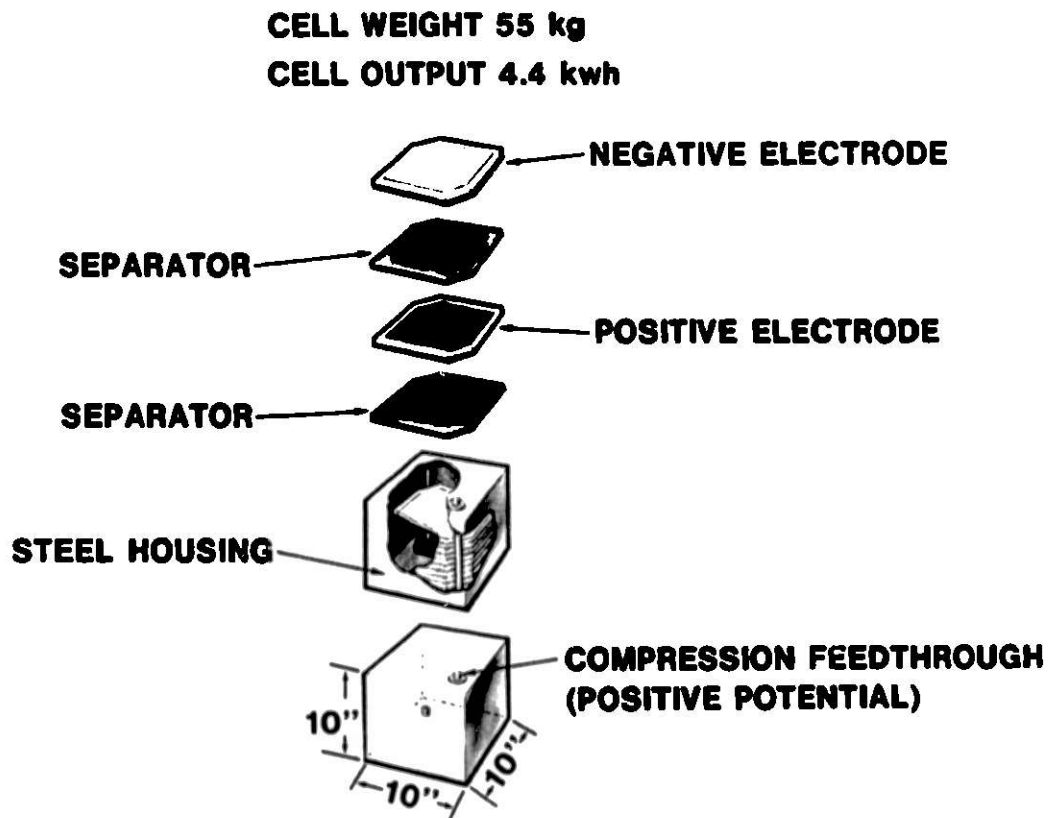 CELL WEIGHT 55 kg
CELL OUTPUT 4.4 kwh
NEGATIVE ELECTRODE
SEPARATOR
POSITIVE ELECTRODE
SEPARATOR
STEEL HOUSING
COMPRESSION FEEDTHROUGH
(POSITIVE POTENTIAL)
10"
10"
10"